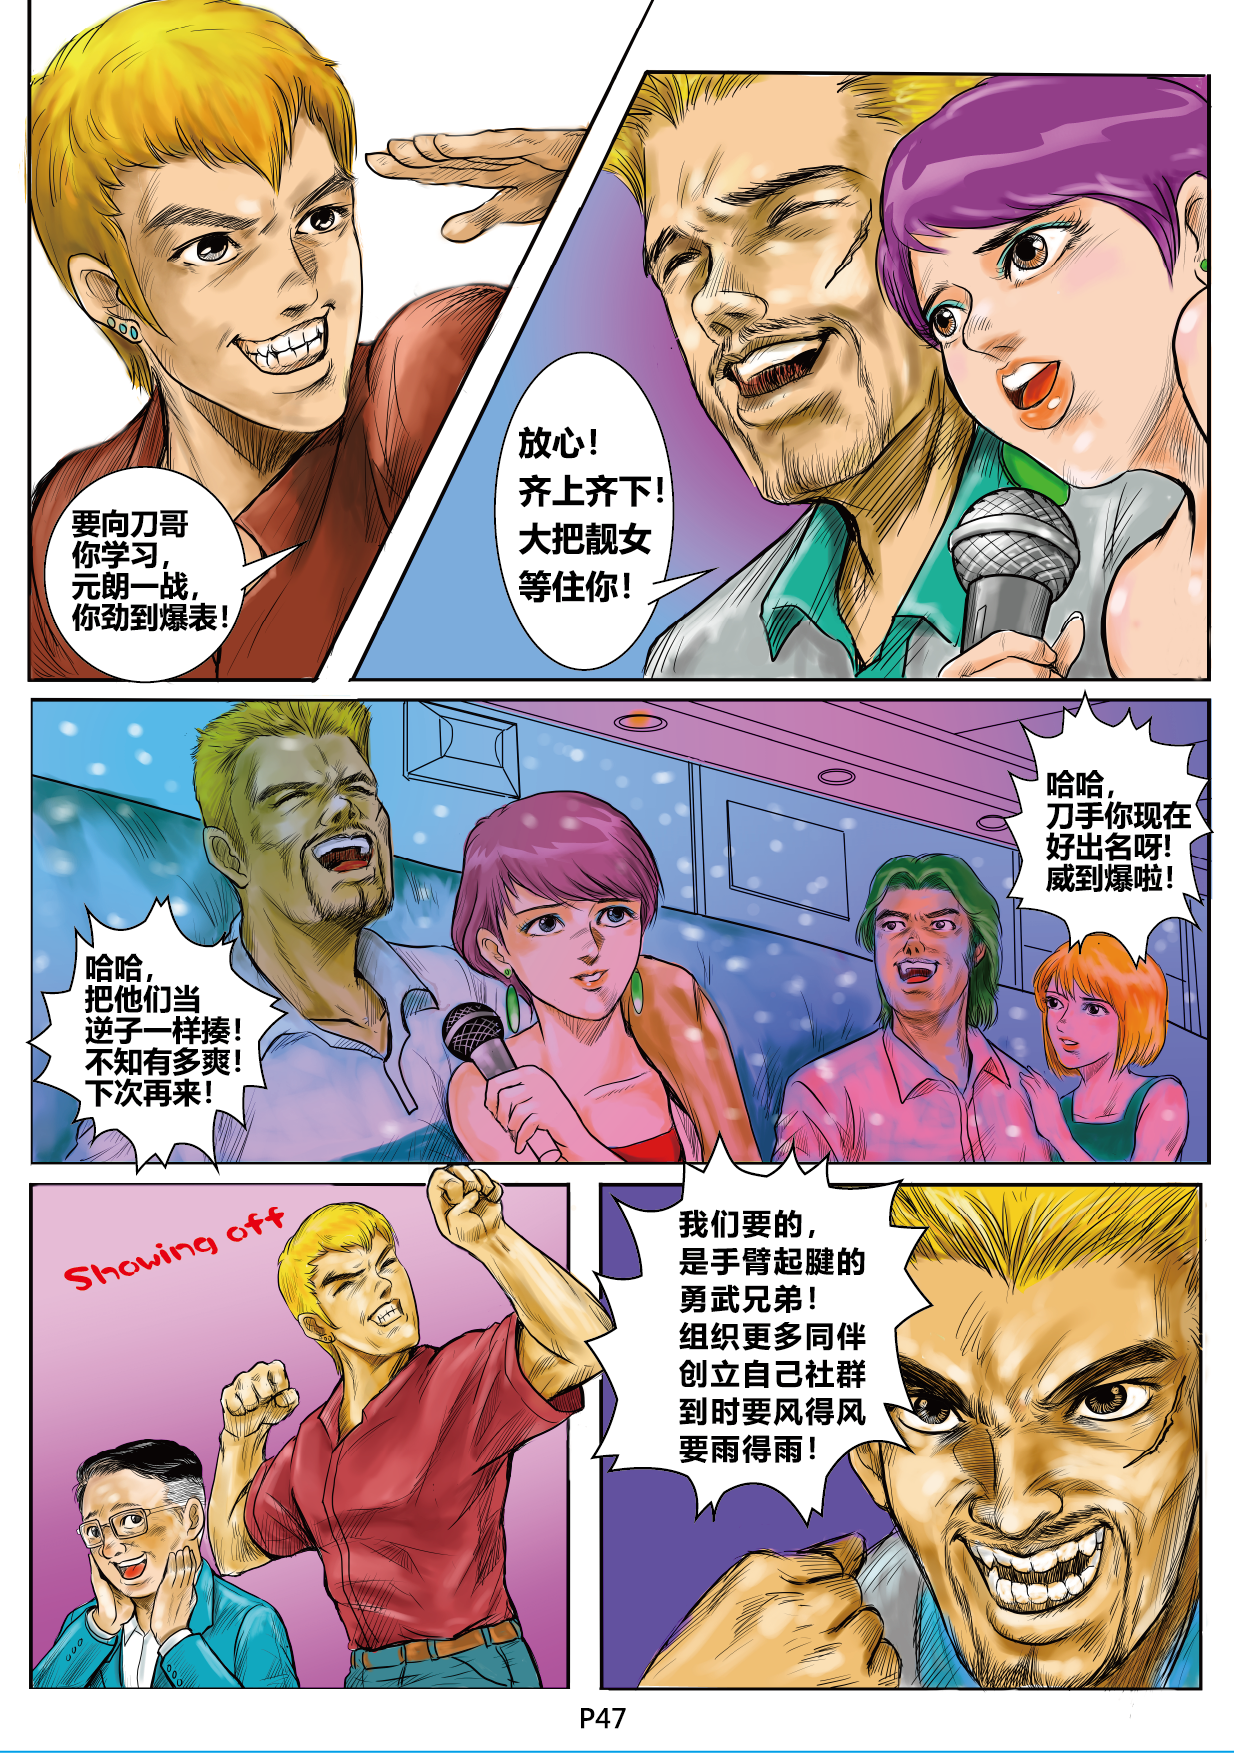 要向刀哥
你学习，
元朗一战，
你劲到爆表！
放心！
齐上齐下！
大把靓女
等住你！
哈哈，
刀手你现在
好出名呀！
威到爆啦！
哈哈，
把他们当
逆子一样揍！
不知有多爽！
下次再来！
Showing off
我们要的，
是手臂起腱的
勇武兄弟！
组织更多同伴
创立自己社群
到时要风得风
要雨得雨！
P47